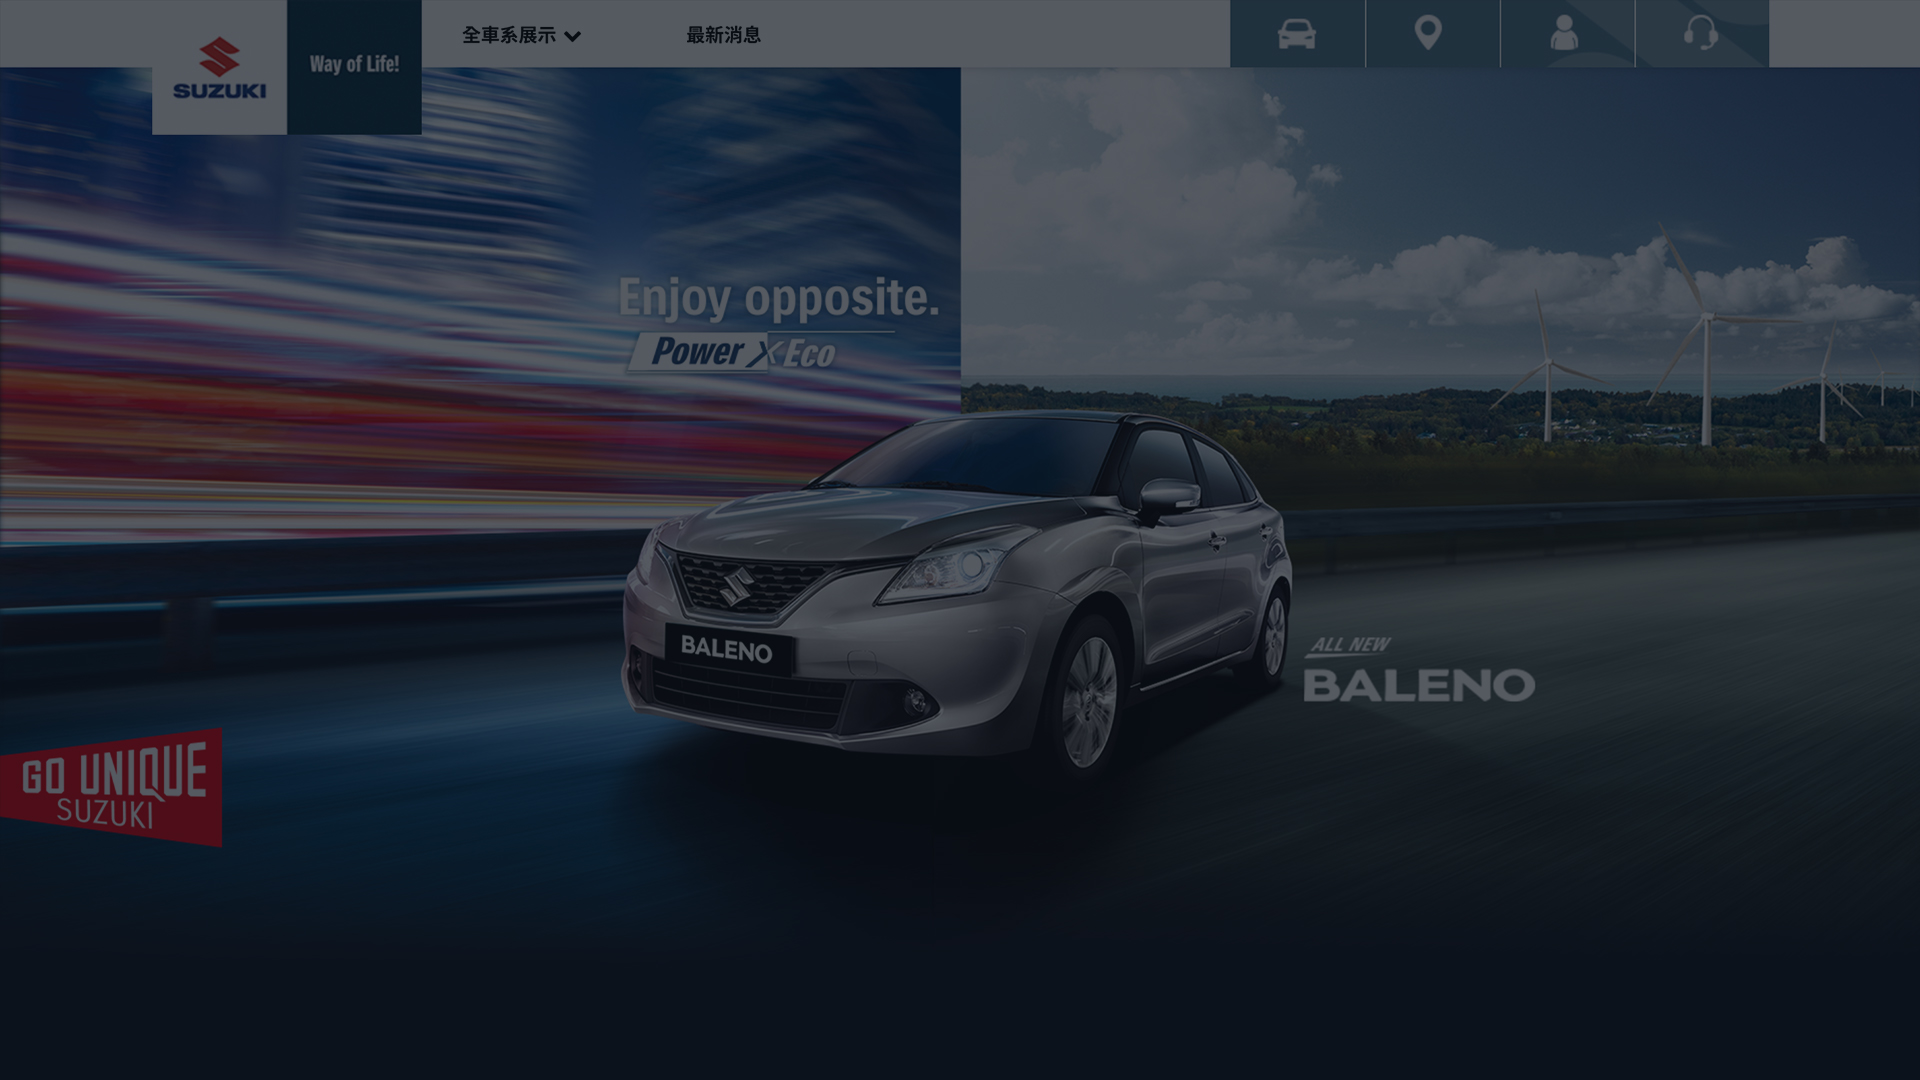 SUZUKI
Way of Life!
全車系展示
最新消息
Enjoy opposite.
Power X Eco
BALENO
ALL NEW
BALENO
GO UNIQUE
SUZUKI